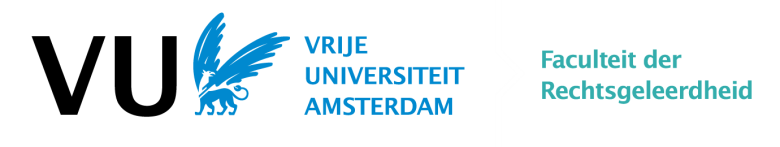 VU
VRIJE
UNIVERSITEIT
AMSTERDAM
Faculteit der
Rechtsgeleerdheid